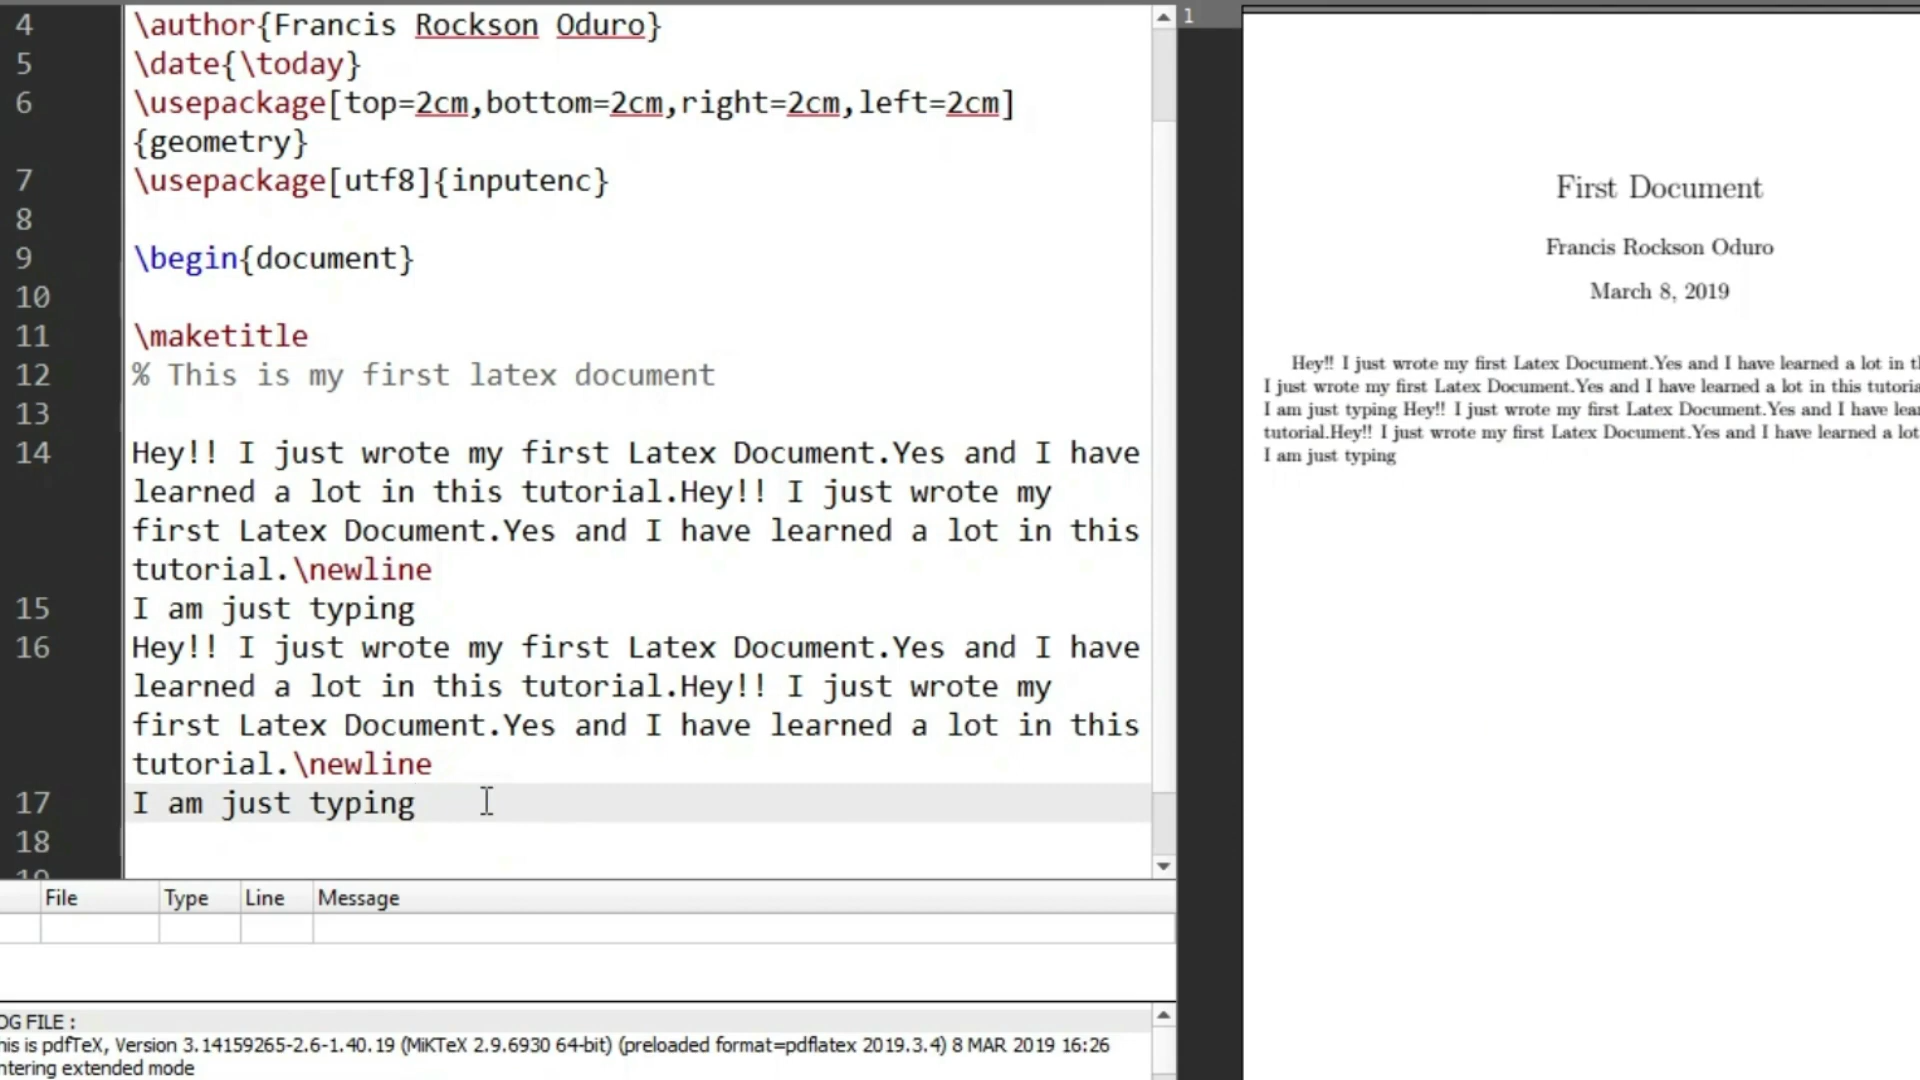 4 \author{Francis Rockson Oduro}
5 \date{\today}
6 \usepackage[top=2cm,bottom=2cm,right=2cm,left=2cm]
{geometry}
7 \usepackage[utf8]{inputenc}
8
9 \begin{document}
10
11 \maketitle
12 % This is my first latex document
13
14 Hey!! I just wrote my first Latex Document.Yes and I have
learned a lot in this tutorial.Hey!! I just wrote my
first Latex Document.Yes and I have learned a lot in this
tutorial.\newline
15 I am just typing
16 Hey!! I just wrote my first Latex Document.Yes and I have
learned a lot in this tutorial.Hey!! I just wrote my
first Latex Document.Yes and I have learned a lot in this
tutorial.\newline
17 I am just typing
18
File Type Line Message
OG FILE :
his is pdfTeX, Version 3.14159265-2.6-1.40.19 (MiKTeX 2.9.6930 64-bit) (preloaded format=pdflatex 2019.3.4) 8 MAR 2019 16:26
ntering extended mode
1
First Document
Francis Rockson Oduro
March 8, 2019
Hey!! I just wrote my first Latex Document.Yes and I have learned a lot in th
I just wrote my first Latex Document.Yes and I have learned a lot in this tutoria
I am just typing Hey!! I just wrote my first Latex Document.Yes and I have lear
tutorial.Hey!! I just wrote my first Latex Document.Yes and I have learned a lot
I am just typing